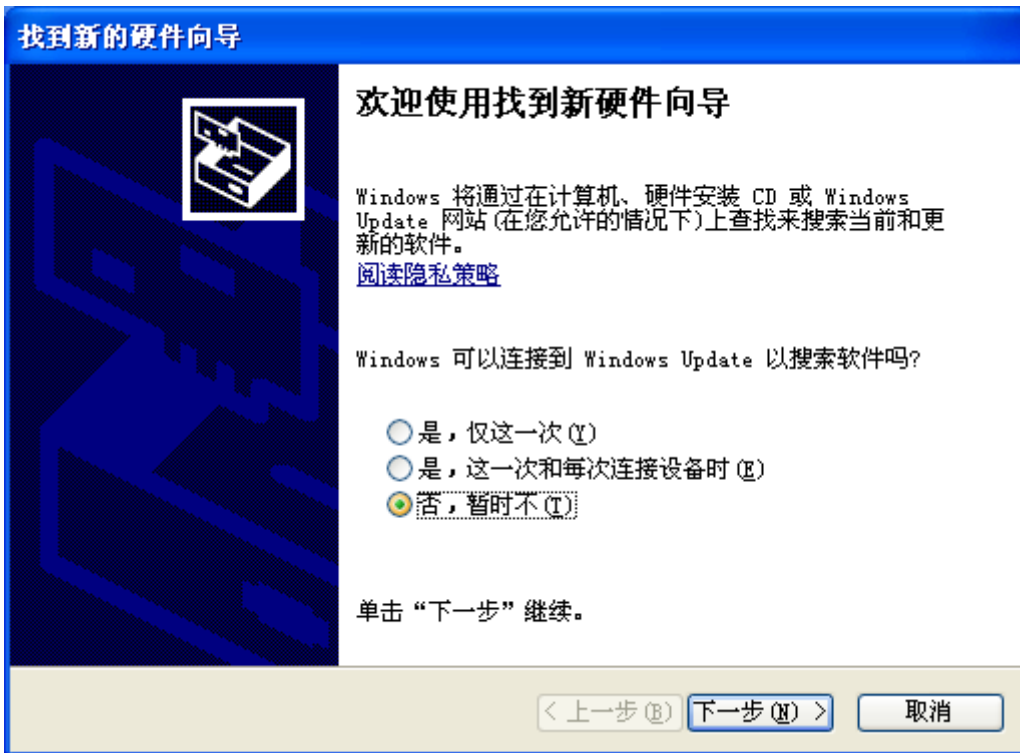 找到新的硬件向导
欢迎使用找到新硬件向导
Windows 将通过在计算机、硬件安装 CD 或 Windows
Update 网站(在您允许的情况下)上查找来搜索当前和更
新的软件。
阅读隐私策略
Windows 可以连接到 Windows Update 以搜索软件吗?
是，仅这一次(Y)
是，这一次和每次连接设备时(E)
否，暂时不(T)
单击“下一步”继续。
< 上一步(B) 下一步(N) > 取消